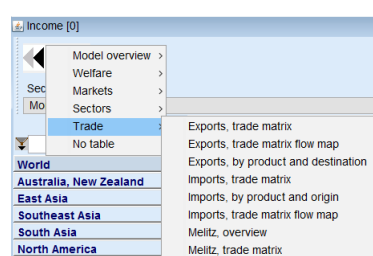 Income [0]
Model overview
Welfare
Sec
Markets
Mo
Sectors
Trade
No table
Exports, trade matrix
Exports, trade matrix flow map
Exports, by product and destination
Imports, trade matrix
Imports, by product and origin
Imports, trade matrix flow map
Melitz, overview
Melitz, trade matrix
World
Australia, New Zealand
East Asia
Southeast Asia
South Asia
North America